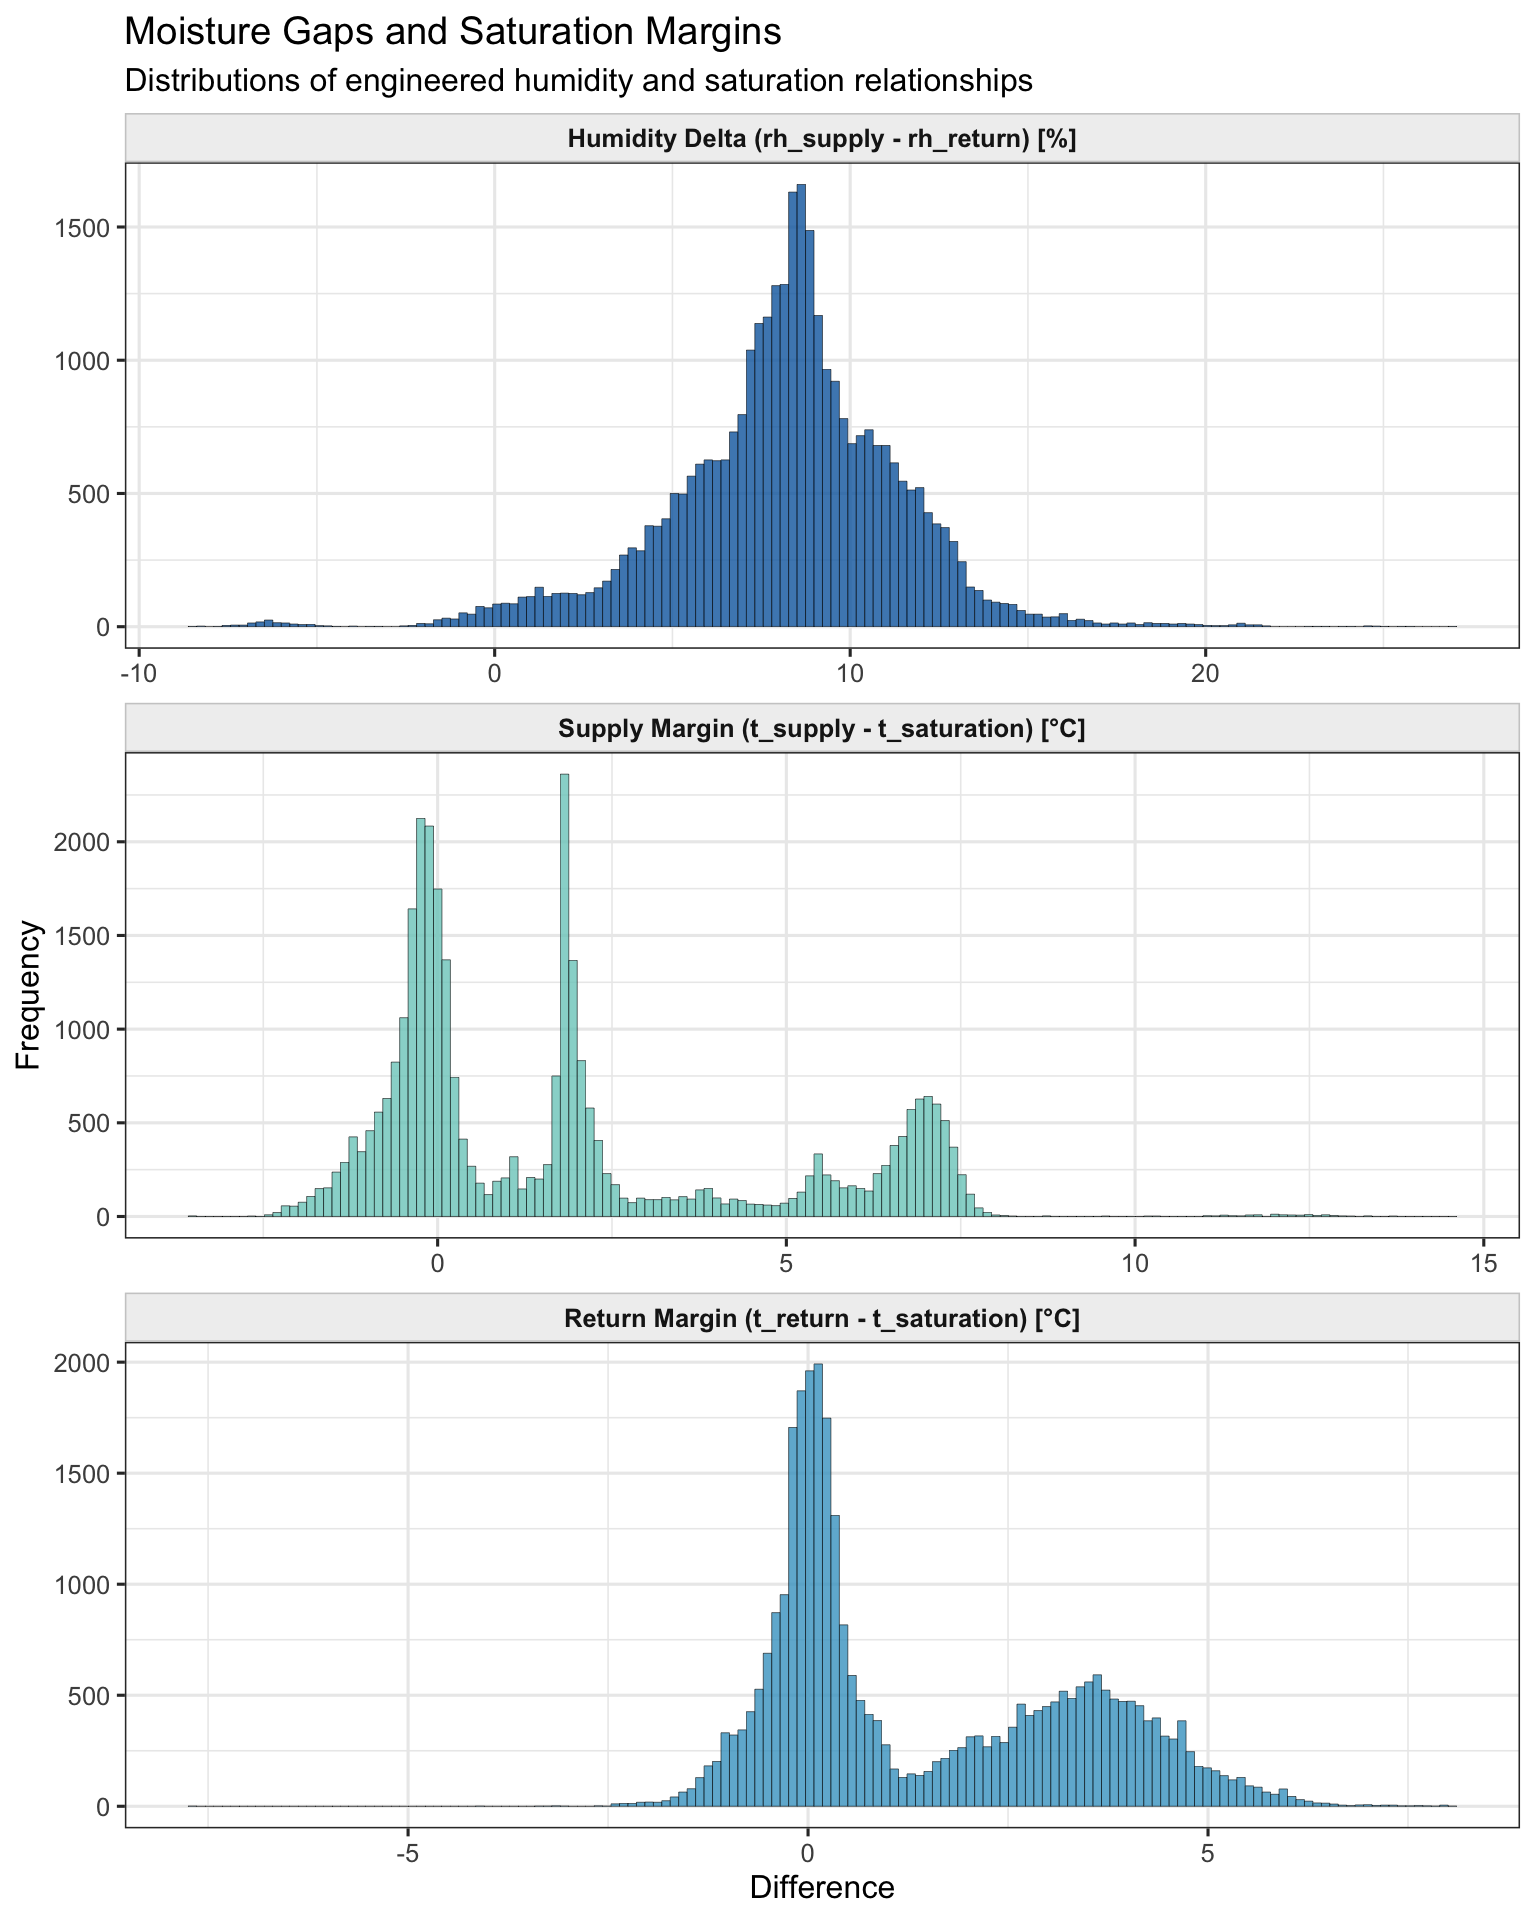 Moisture Gaps and Saturation Margins
Distributions of engineered humidity and saturation relationships
Humidity Delta (rh_supply - rh_return) [%]
1500
1000
500
0
-10 0 10 20
Supply Margin (t_supply - t_saturation) [°C]
2000
1500
1000
500
0
0 5 10 15
Frequency
Return Margin (t_return - t_saturation) [°C]
2000
1500
1000
500
0
-5 0 5
Difference